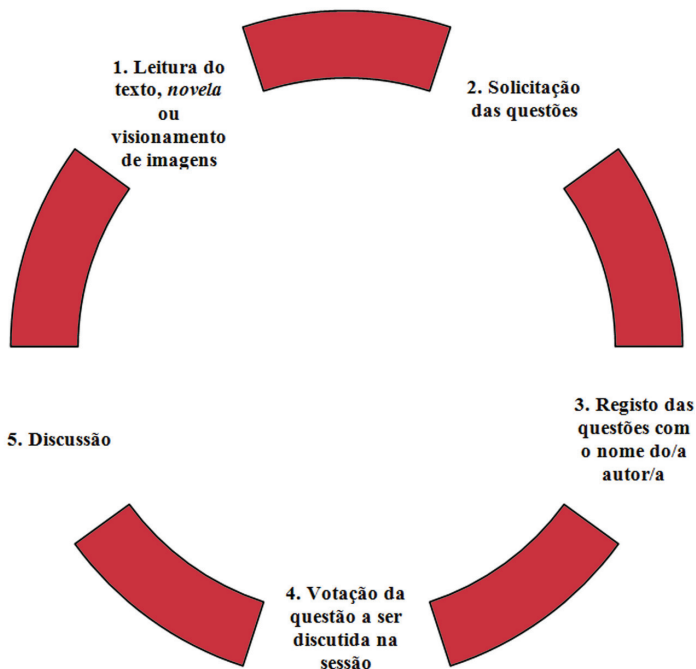 1. Leitura do
texto, novela
ou
visionamento
de imagens
2. Solicitação
das questões
3. Registo das
questões com
o nome do/a
autor/a
4. Votação da
questão a ser
discutida na
sessão
5. Discussão